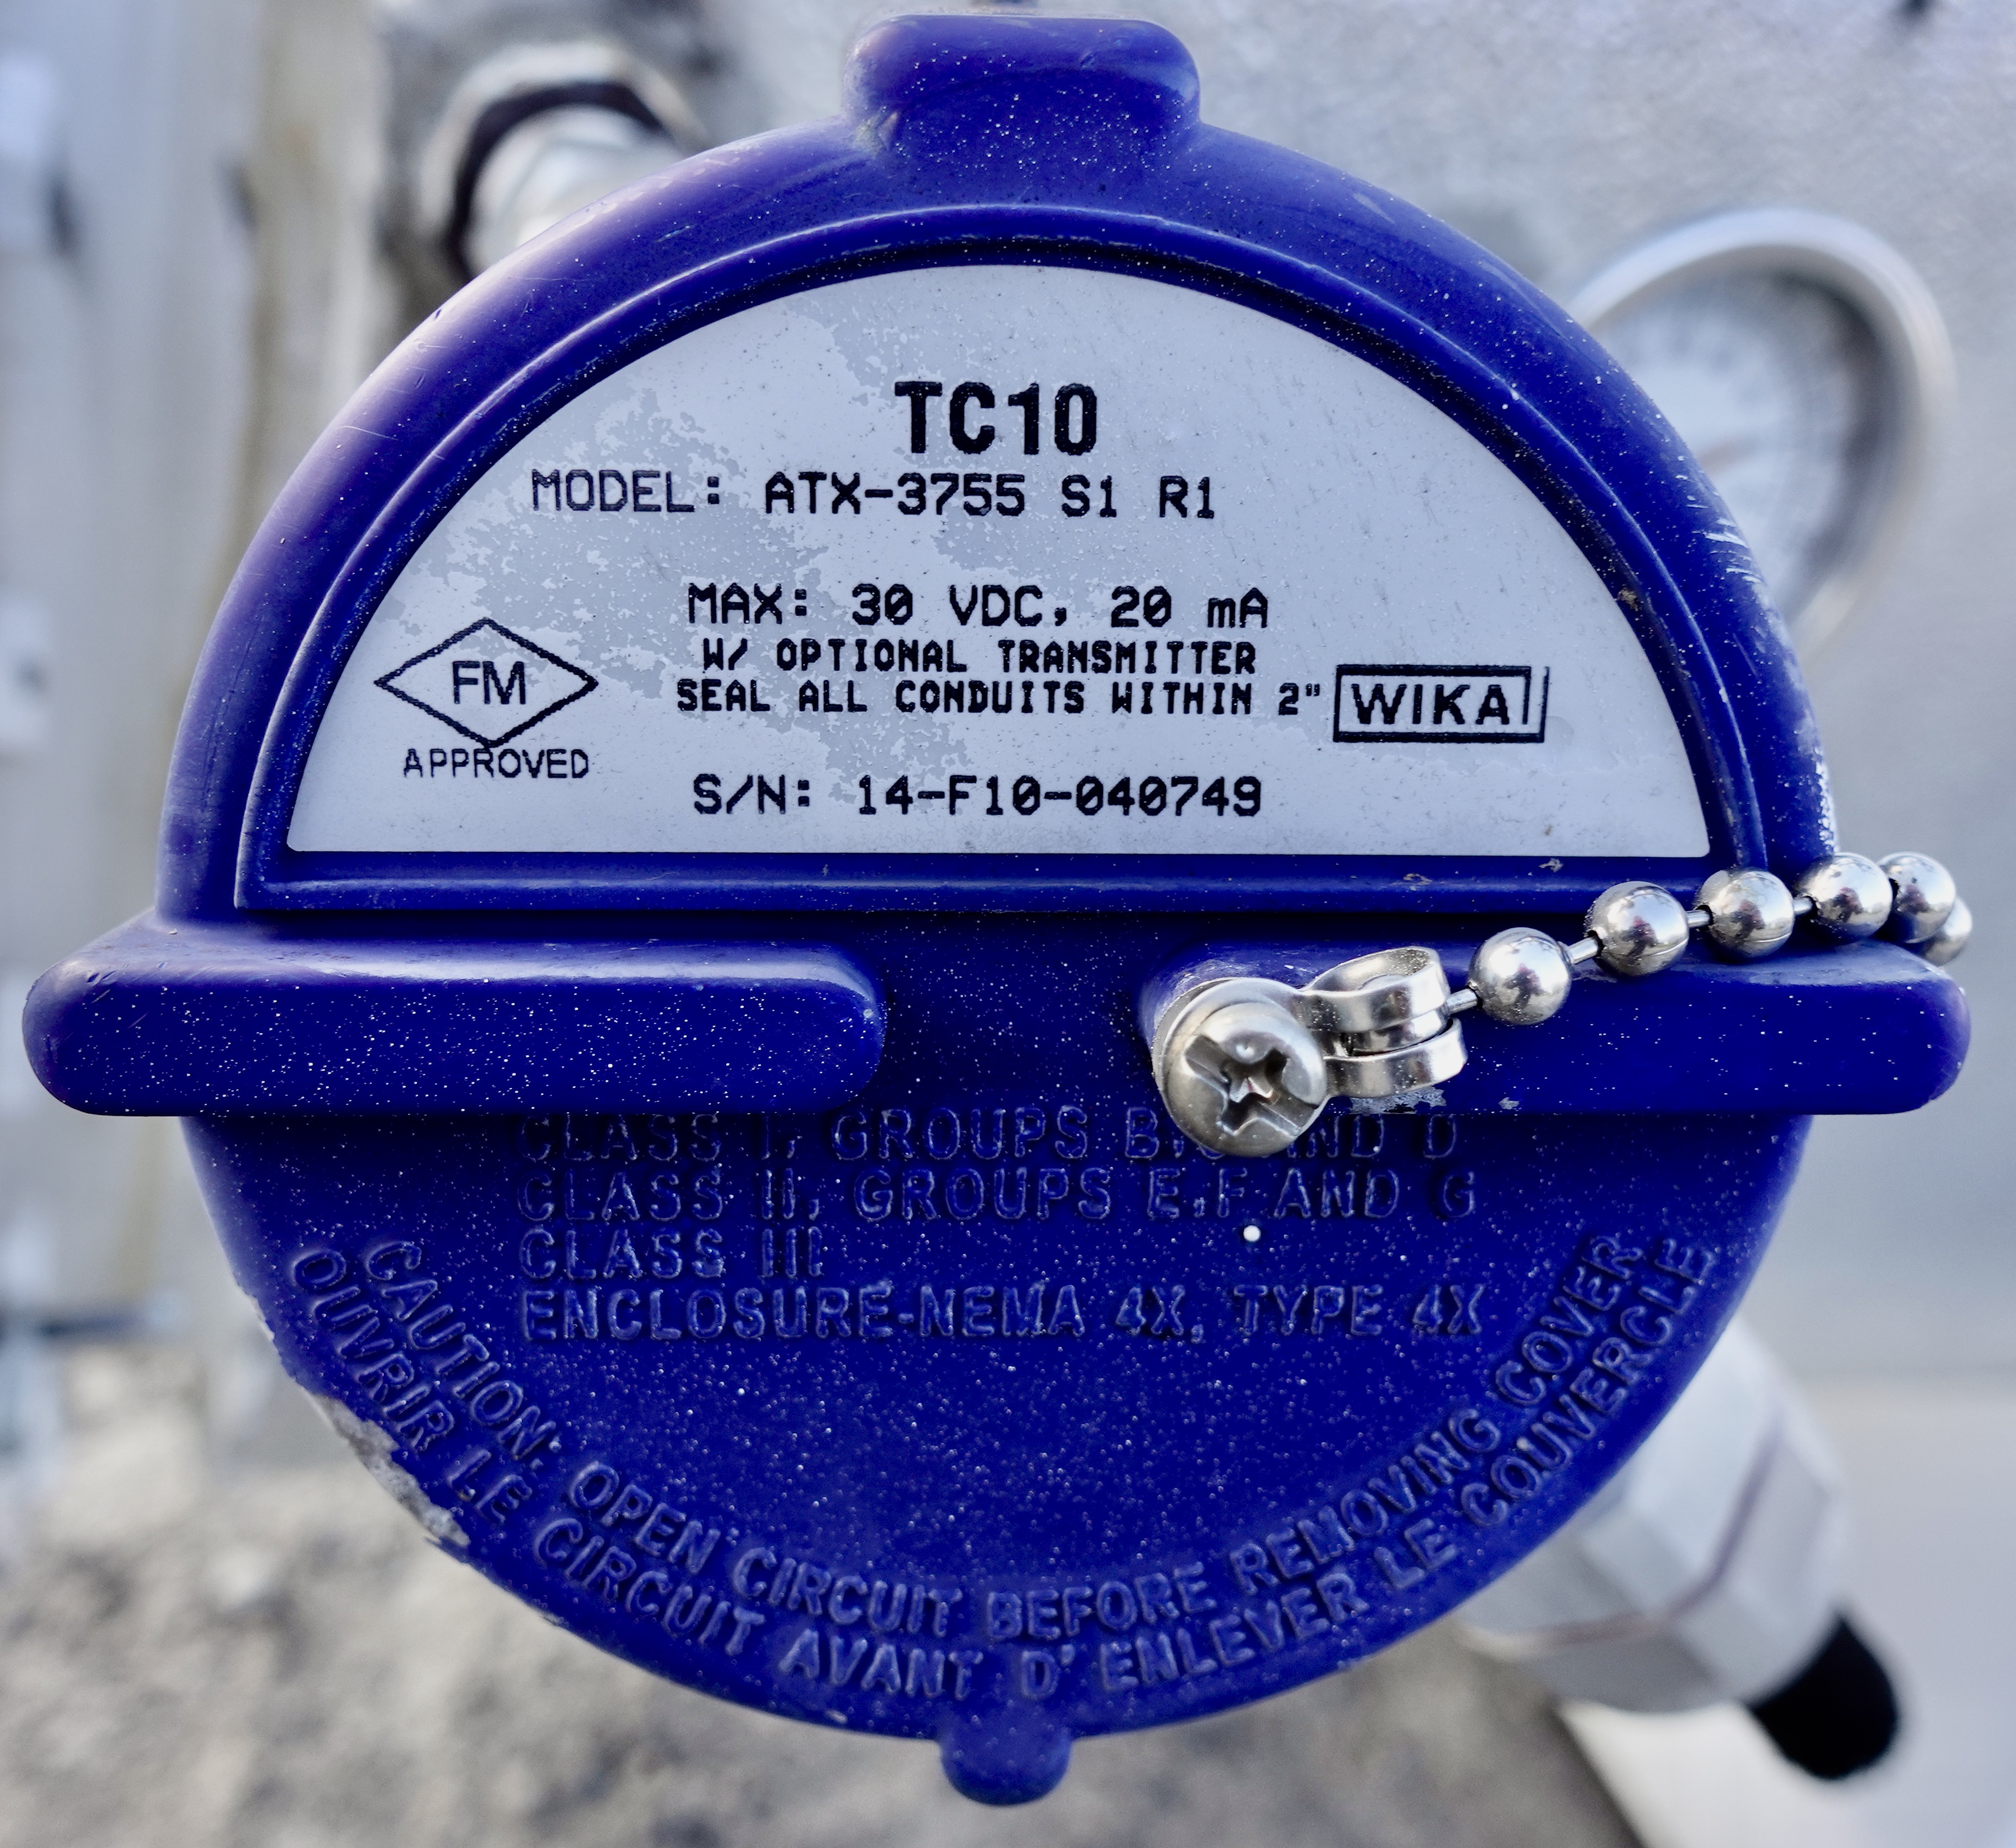 TC10
MODEL: ATX-3755 S1 R1
MAX: 30 VDC, 20 mA
W/ OPTIONAL TRANSMITTER
SEAL ALL CONDUITS WITHIN 2"
FM
APPROVED
WIKA
S/N: 14-F10-040749
CLASS I, GROUPS B, AND D
CLASS II, GROUPS E,F AND G
CLASS III
ENCLOSURE-NEMA 4X, TYPE 4X
CAUTION: OPEN CIRCUIT BEFORE REMOVING COVER
OUVRIR LE CIRCUIT AVANT D' ENLEVER LE COUVERCLE